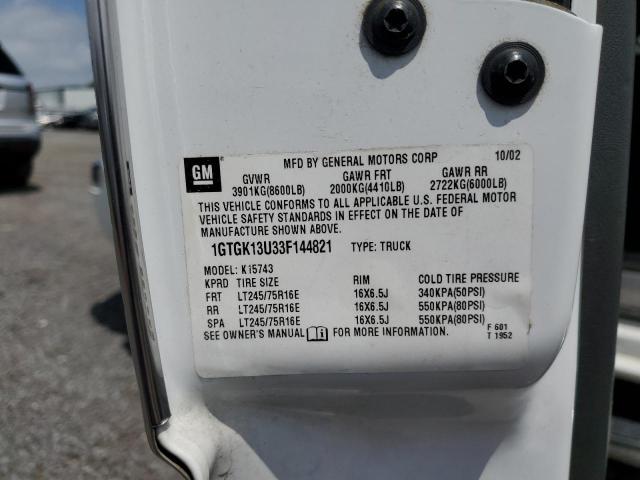 GM
MFD BY GENERAL MOTORS CORP 10/02
GVWR GAWR FRT GAWR RR
3901KG(8600LB) 2000KG(4410LB) 2722KG(6000LB)
THIS VEHICLE CONFORMS TO ALL APPLICABLE U.S. FEDERAL MOTOR
VEHICLE SAFETY STANDARDS IN EFFECT ON THE DATE OF
MANUFACTURE SHOWN ABOVE.
1GTGK13U33F144821 TYPE: TRUCK
MODEL: K15743
KPRD TIRE SIZE RIM COLD TIRE PRESSURE
FRT LT245/75R16E 16X6.5J 340KPA(50PSI)
RR LT245/75R16E 16X6.5J 550KPA(80PSI)
SPA LT245/75R16E 16X6.5J 550KPA(80PSI)
SEE OWNER'S MANUAL FOR MORE INFORMATION.
F 601
T 1952